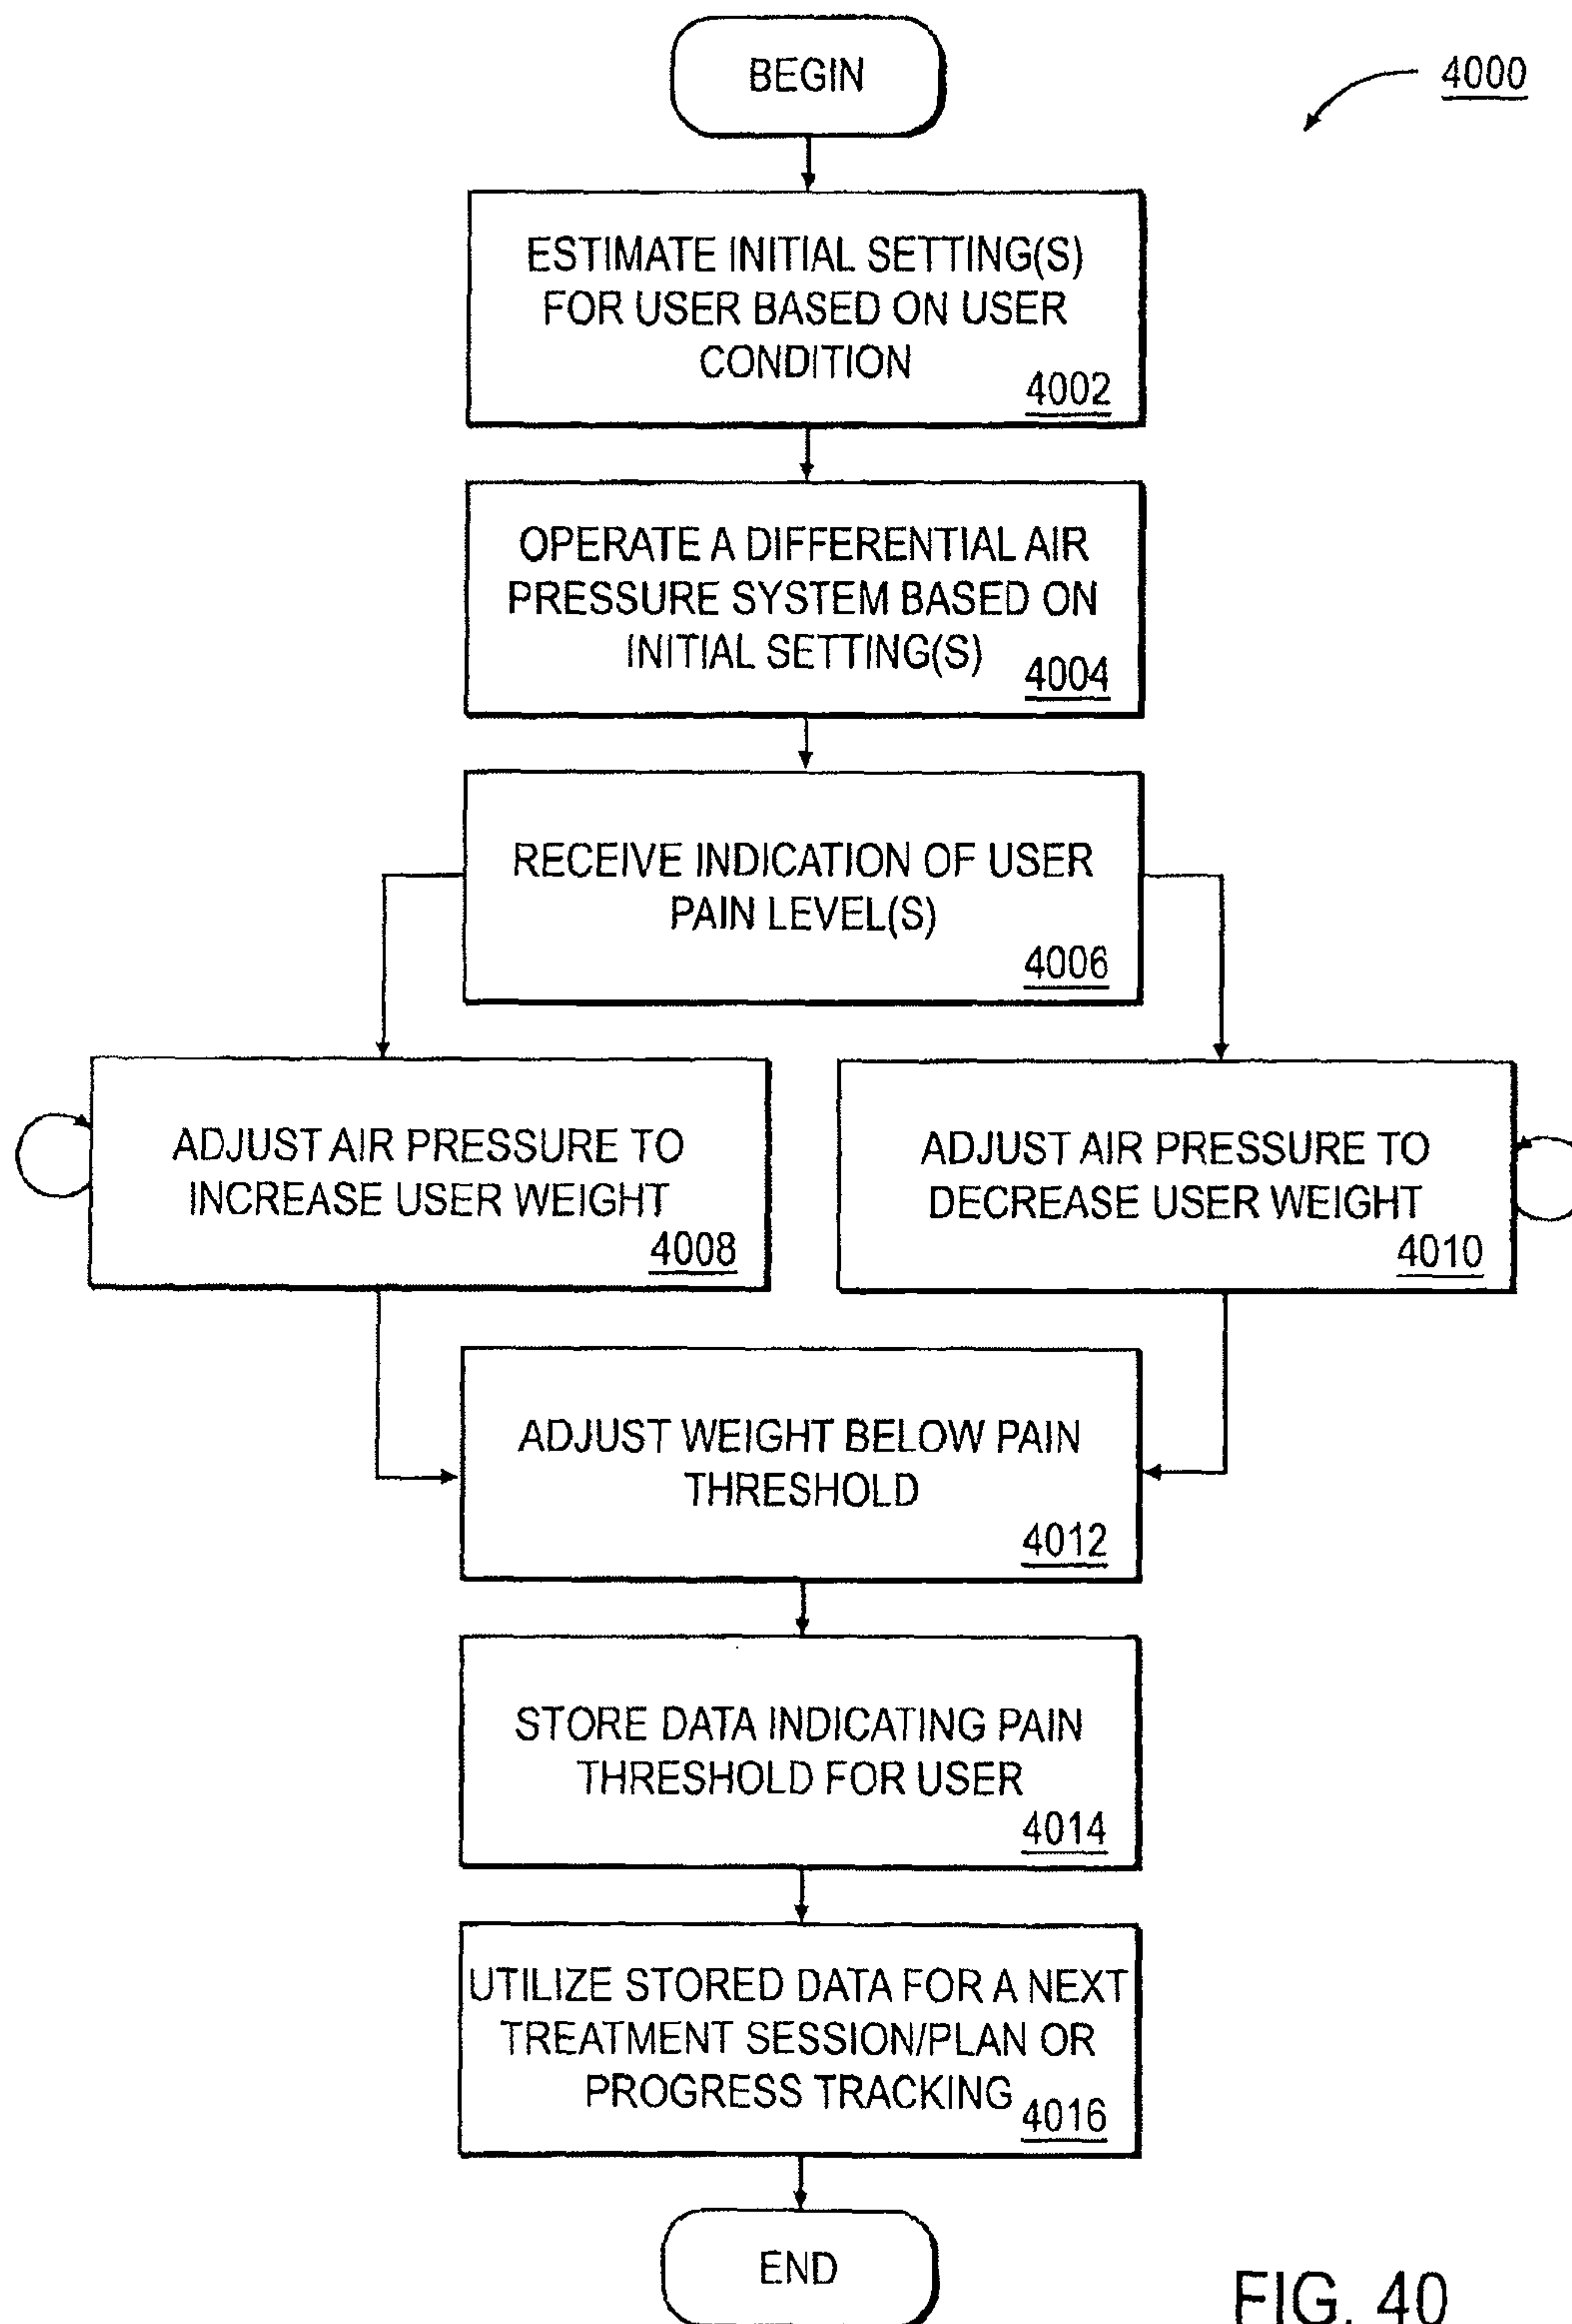 BEGIN
4000
ESTIMATE INITIAL SETTING(S)
FOR USER BASED ON USER
CONDITION
4002
OPERATE A DIFFERENTIAL AIR
PRESSURE SYSTEM BASED ON
INITIAL SETTING(S)
4004
RECEIVE INDICATION OF USER
PAIN LEVEL(S)
4006
ADJUST AIR PRESSURE TO
INCREASE USER WEIGHT
4008
ADJUST AIR PRESSURE TO
DECREASE USER WEIGHT
4010
ADJUST WEIGHT BELOW PAIN
THRESHOLD
4012
STORE DATA INDICATING PAIN
THRESHOLD FOR USER
4014
UTILIZE STORED DATA FOR A NEXT
TREATMENT SESSION/PLAN OR
PROGRESS TRACKING
4016
END
FIG. 40